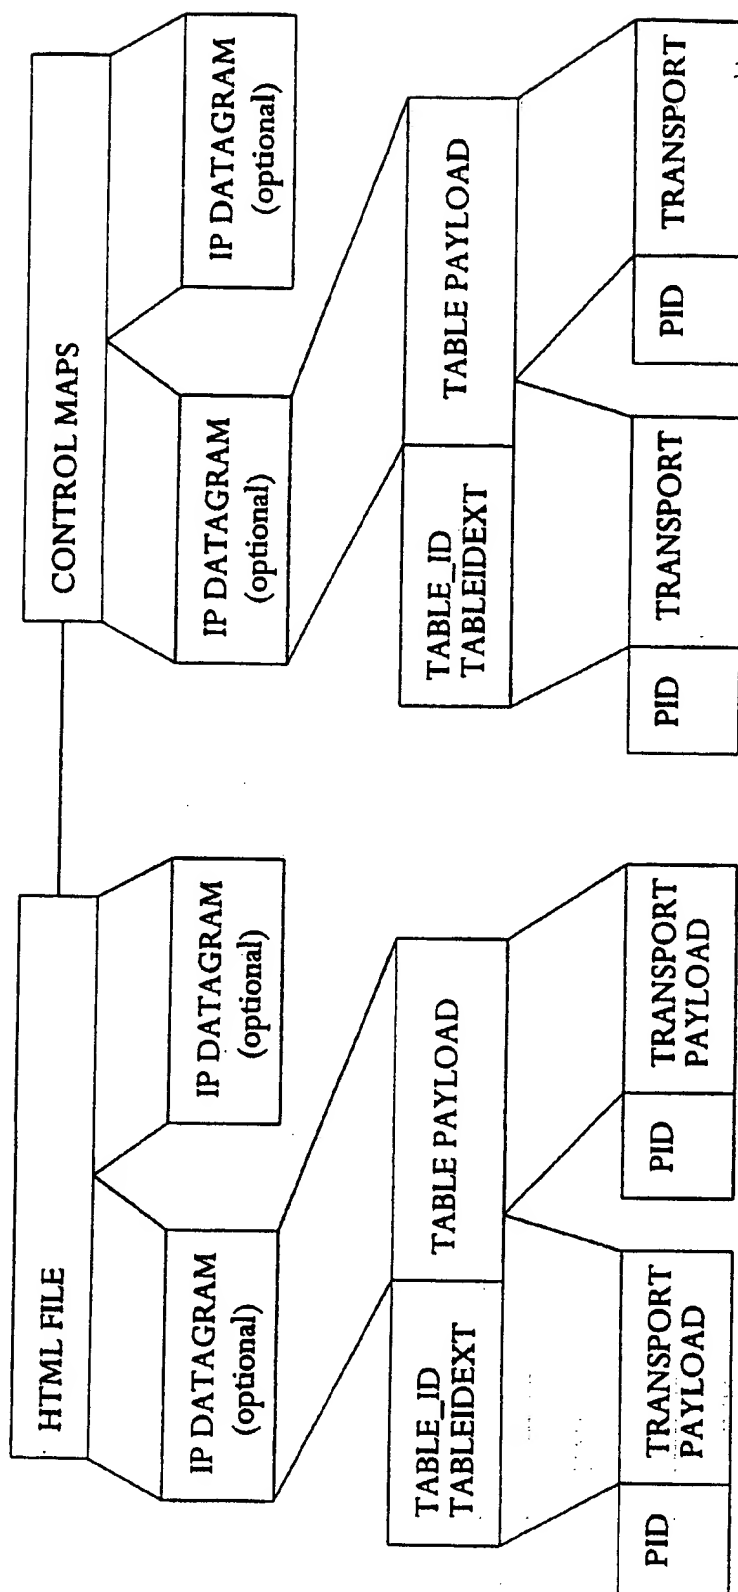 HTML FILE
CONTROL MAPS
IP DATAGRAM
(optional)
IP DATAGRAM
(optional)
IP DATAGRAM
(optional)
IP DATAGRAM
(optional)
TABLE_ID
TABLEIDEXT
TABLE PAYLOAD
TABLE_ID
TABLEIDEXT
TABLE PAYLOAD
PID
TRANSPORT
PAYLOAD
PID
TRANSPORT
PAYLOAD
PID
TRANSPORT
PID
TRANSPORT